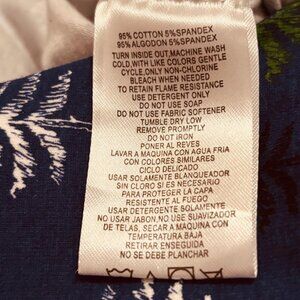 95% COTTON 5%SPANDEX
95% ALGODON 5%SPANDEX
TURN INSIDE OUT,MACHINE WASH
COLD,WITH LIKE COLORS GENTLE
CYCLE,ONLY NON-CHLORINE
BLEACH WHEN NEEDED
TO RETAIN FLAME RESISTANCE
USE DETERGENT ONLY
DO NOT USE SOAP
DO NOT USE FABRIC SOFTENER
TUMBLE DRY LOW
REMOVE PROMPTLY
DO NOT IRON
PONER AL REVES
LAVAR A MAQUINA CON AGUA FRIA
CON COLORES SIMILARES
CICLO DELICADO
USAR SOLAMENTE BLANQUEADOR
SIN CLORO SI ES NECESARIO
PARA PROTEGER LA CAPA
RESISTENTE AL FUEGO
USAR DETERGENTE SOLAMENTE
NO USAR JABON,NO USE SUAVIZADOR
DE TELAS, SECAR A MAQUINA CON
TEMPERATURA BAJA
RETIRAR ENSEGUIDA
NO SE DEBE PLANCHAR